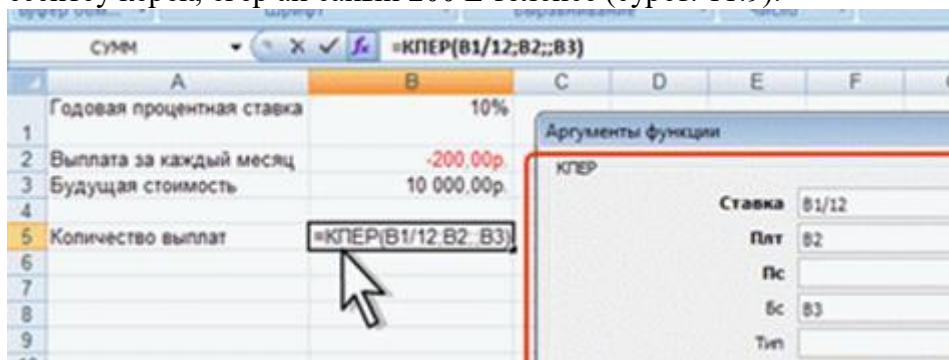 СУММ =КПЕР(B1/12;B2;;B3)
A B C D E F
1 Годовая процентная ставка 10%
Аргументы функции
2 Выплата за каждый месяц -200.00р.
КПЕР
3 Будущая стоимость 10 000.00р.
4
Ставка B1/12
5 Количество выплат =КПЕР(B1/12;B2;;B3)
Плт B2
6
Пс
7
8
Бс B3
9
Тип